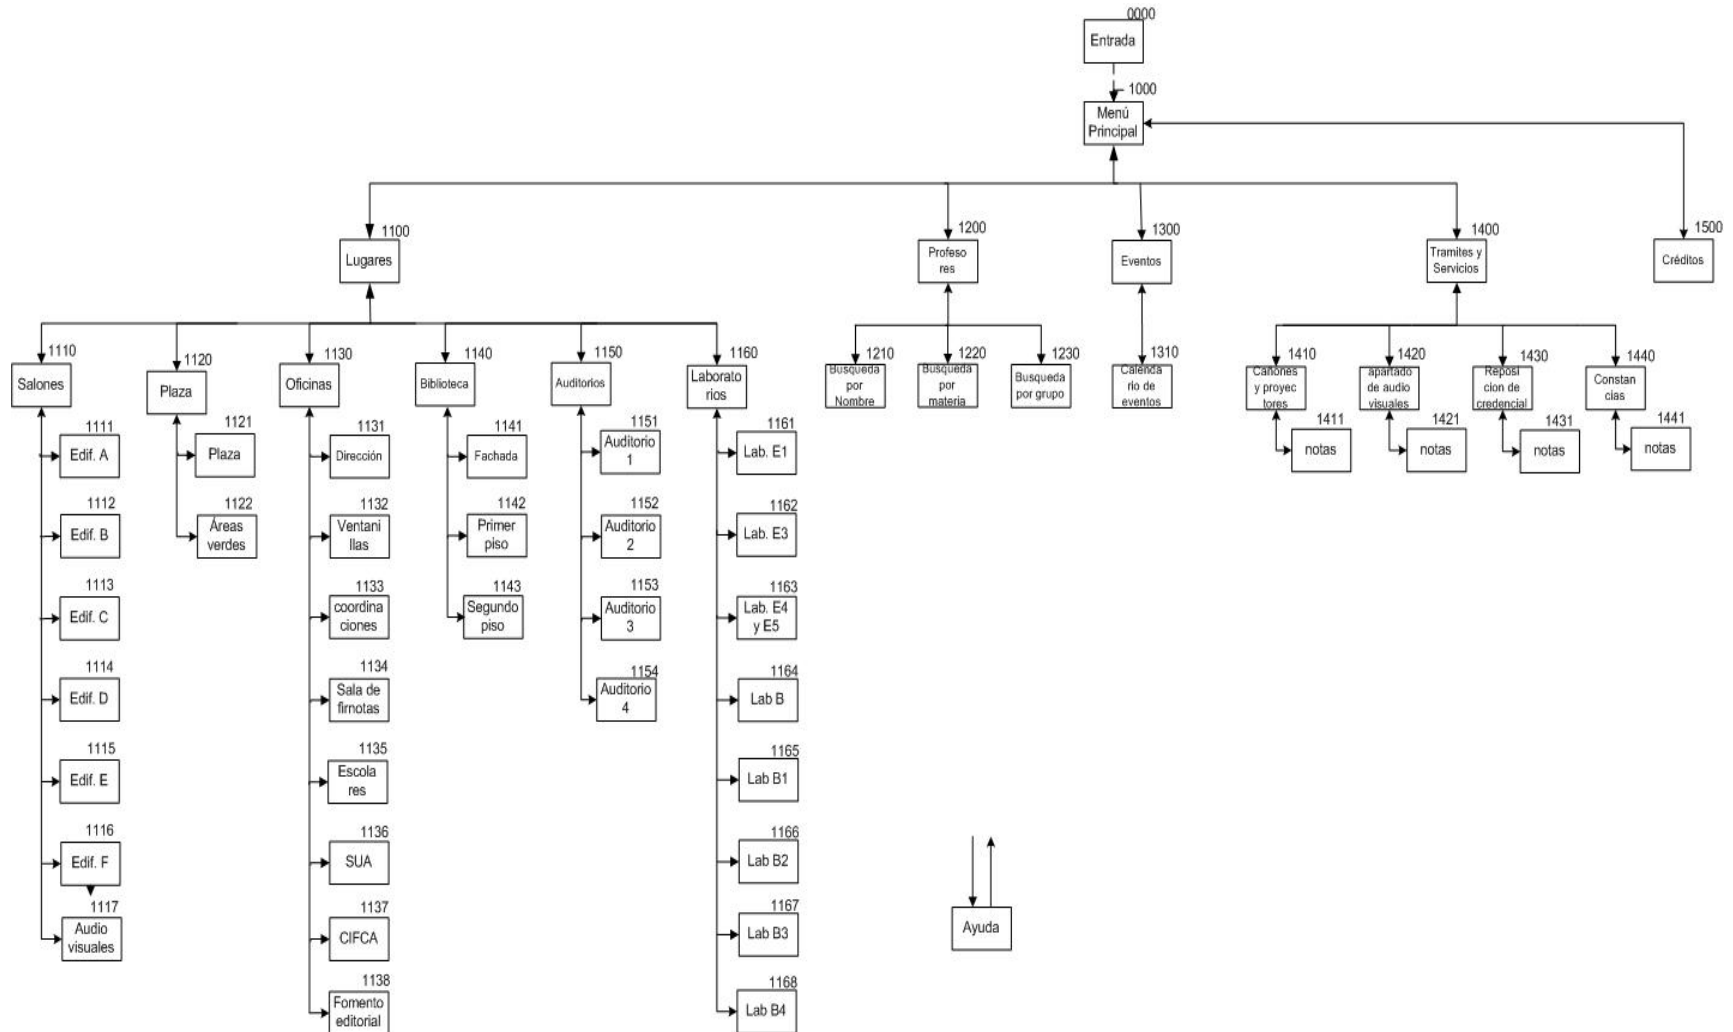 0000
Entrada
1000
Menú
Principal
1100
Lugares
1200
Profeso
res
1300
Eventos
1400
Tramites y
Servicios
1500
Créditos
1110
Salones
1120
Plaza
1130
Oficinas
1140
Biblioteca
1150
Auditorios
1160
Laborato
rios
1210
Busqueda
por
Nombre
1220
Busqueda
por
materia
1230
Busqueda
por grupo
1310
Calenda
rio de
eventos
1410
Cañones
y proyec
tores
1420
apartado
de audio
visuales
1430
Reposi
cion de
credencial
1440
Constan
cias
1111
Edif. A
1112
Edif. B
1113
Edif. C
1114
Edif. D
1115
Edif. E
1116
Edif. F
1117
Audio
visuales
1121
Plaza
1122
Áreas
verdes
1131
Dirección
1132
Ventani
llas
1133
coordina
ciones
1134
Sala de
firnotas
1135
Escola
res
1136
SUA
1137
CIFCA
1138
Fomento
editorial
1141
Fachada
1142
Primer
piso
1143
Segundo
piso
1151
Auditorio
1
1152
Auditorio
2
1153
Auditorio
3
1154
Auditorio
4
1161
Lab. E1
1162
Lab. E3
1163
Lab. E4
y E5
1164
Lab B
1165
Lab B1
1166
Lab B2
1167
Lab B3
1168
Lab B4
1411
notas
1421
notas
1431
notas
1441
notas
Ayuda